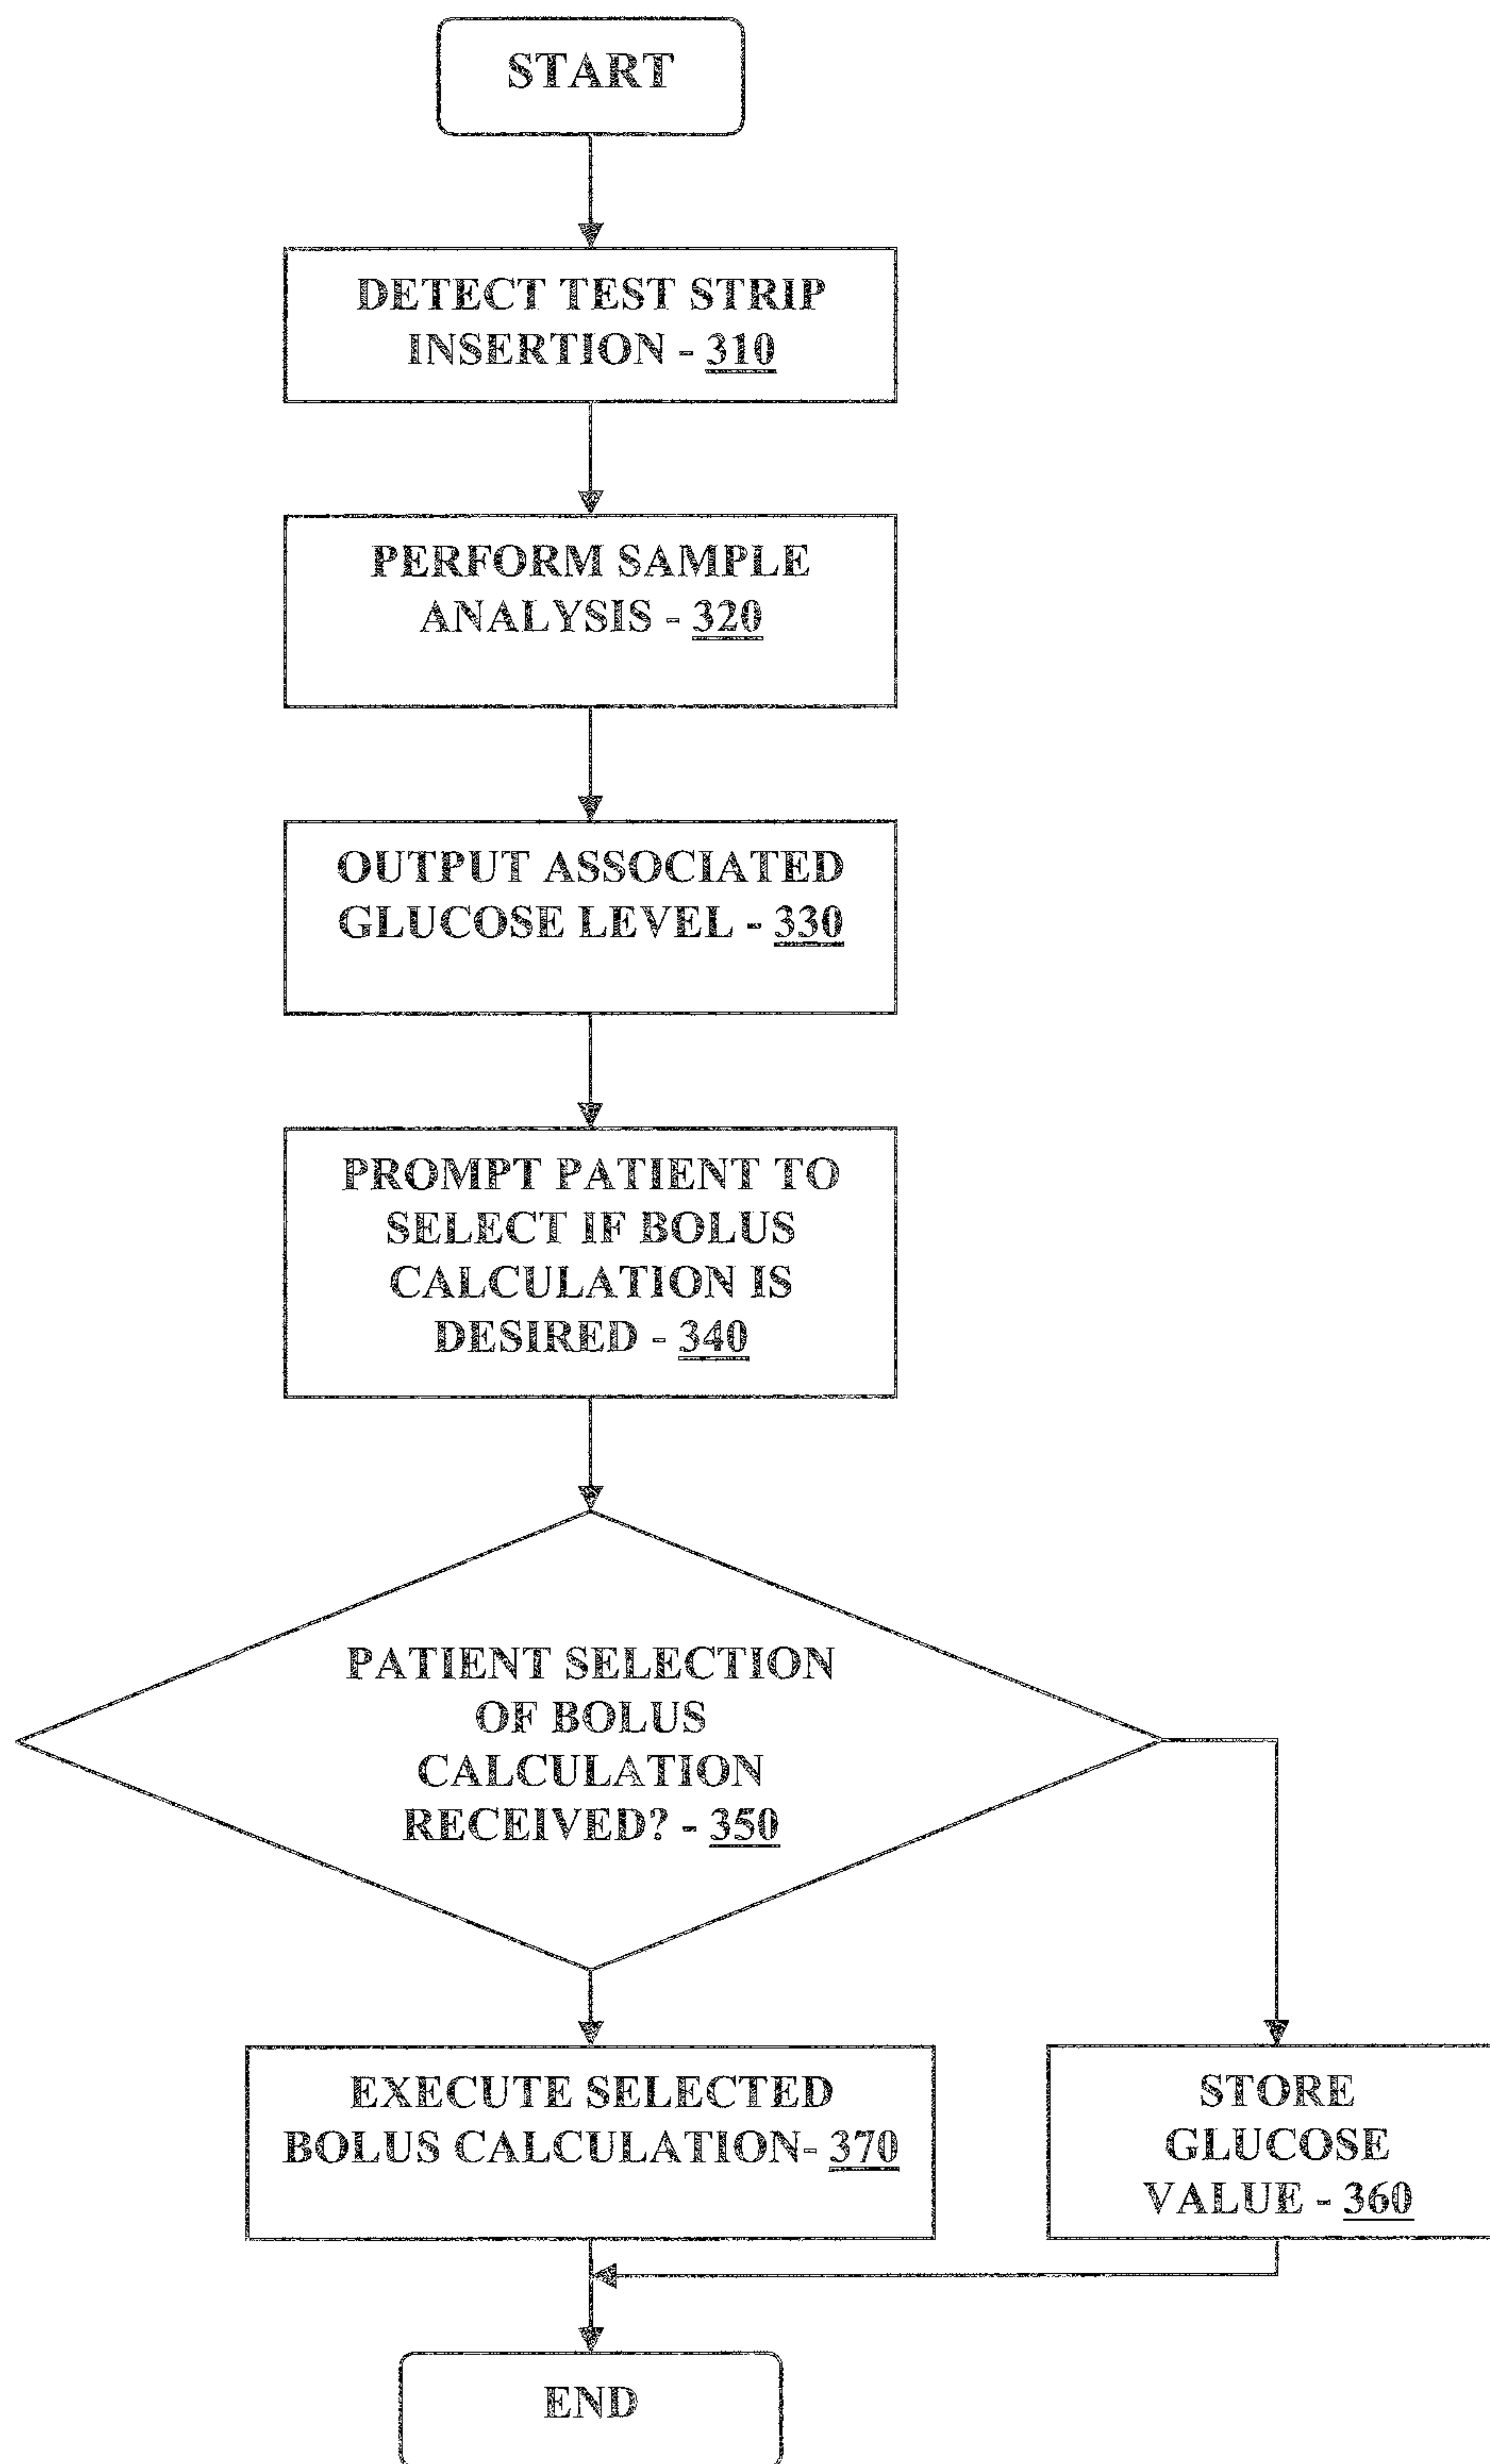 START
DETECT TEST STRIP
INSERTION - 310
PERFORM SAMPLE
ANALYSIS - 320
OUTPUT ASSOCIATED
GLUCOSE LEVEL - 330
PROMPT PATIENT TO
SELECT IF BOLUS
CALCULATION IS
DESIRED - 340
PATIENT SELECTION
OF BOLUS
CALCULATION
RECEIVED? - 350
EXECUTE SELECTED
BOLUS CALCULATION- 370
STORE
GLUCOSE
VALUE - 360
END